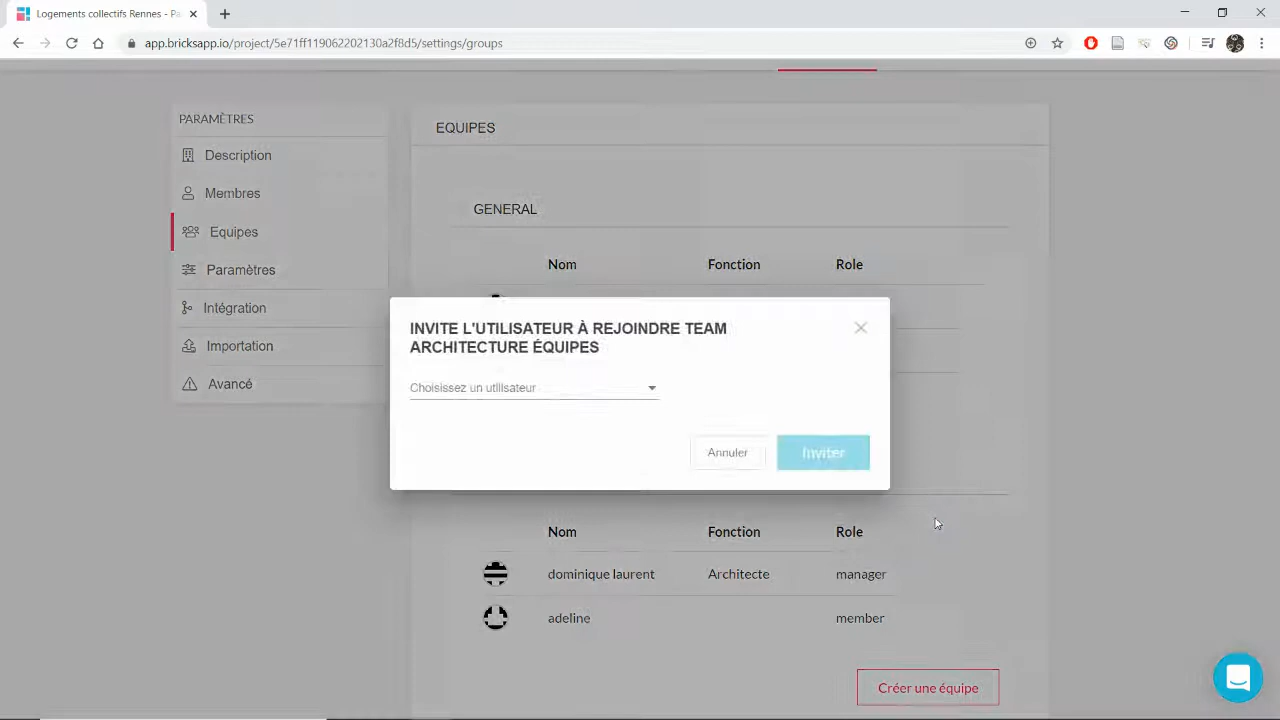 Logements collectifs Rennes - Pa
app.bricksapp.io/project/5e71ff119062202130a2f8d5/settings/groups
PARAMÈTRES
Description
Membres
Equipes
Paramètres
Intégration
Importation
Avancé
EQUIPES
GENERAL
Nom Fonction Role
INVITE L'UTILISATEUR À REJOINDRE TEAM
ARCHITECTURE ÉQUIPES
Choisissez un utilisateur
Annuler Inviter
Nom Fonction Role
dominique laurent Architecte manager
adeline member
Créer une équipe